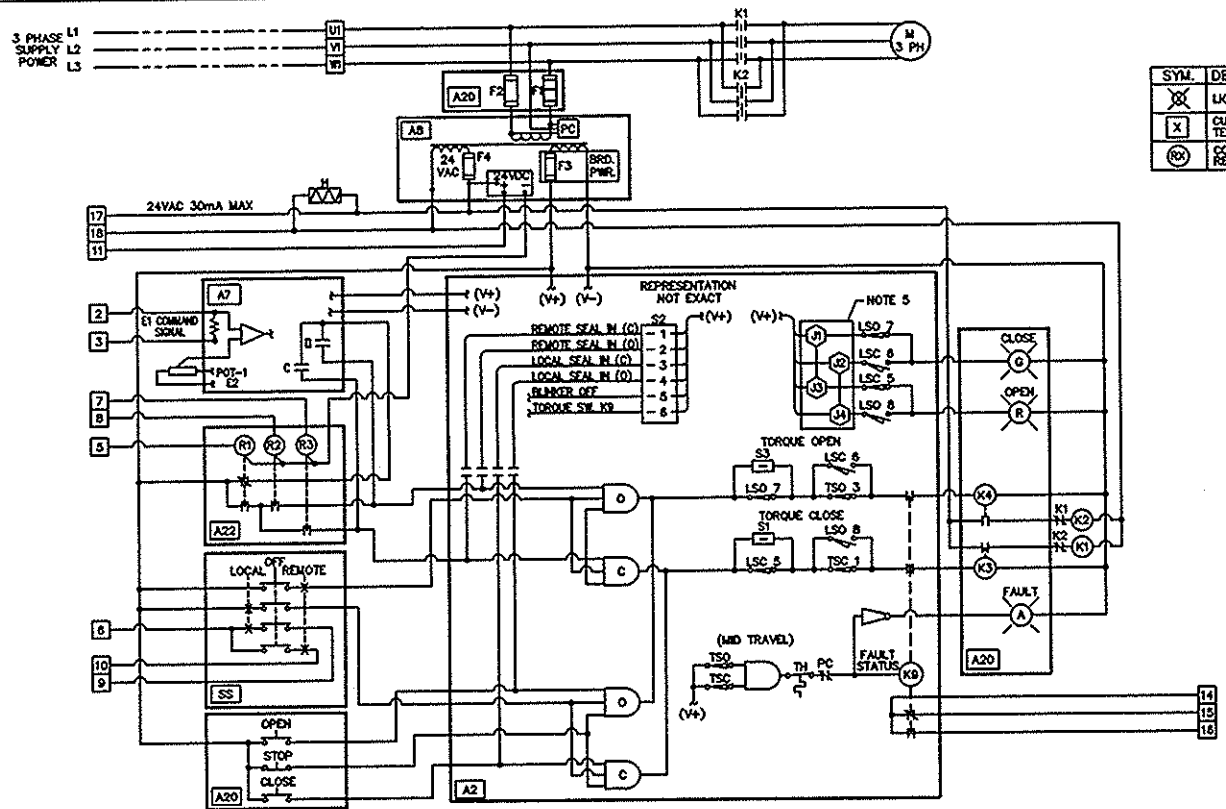 K1
3 PHASE L1
SUPPLY L2
POWER L3
U1
V1
M
3 PH
K2
F2
F1
A20
PC
A8
24
VAC
F4
24VDC
F3
BRD.
PWR.
SYM.
X
RX
H
17
24VAC 30mA MAX
18
11
A7
2
E1 COMMAND
SIGNAL
3
POT-1
E2
D
C
(V+)
(V-)
(V+)
(V-)
REPRESENTATION
NOT EXACT
S2
(V+)
(V+)
NOTE 5
REMOTE SEAL IN (C)
1
REMOTE SEAL IN (O)
2
LOCAL SEAL IN (C)
3
LOCAL SEAL IN (O)
4
BLINKER OFF
5
TORQUE SW. K9
6
J1
J2
J3
J4
LSO 7
LSC 6
LSC 5
LSO 8
CLOSE
G
OPEN
R
7
8
5
R1
R2
R3
A22
TORQUE OPEN
S3
LSC 6
LSO 7
TSO 3
O
K4
K1
K2
TORQUE CLOSE
S1
LSO 8
LSC 5
TSC 1
C
K2
K1
K3
OFF
LOCAL
REMOTE
6
10
9
SS
FAULT
A
(MID TRAVEL)
TSO
TSC
TH
PC
FAULT
STATUS
K9
(V+)
A20
14
15
16
OPEN
STOP
CLOSE
A20
O
C
A2